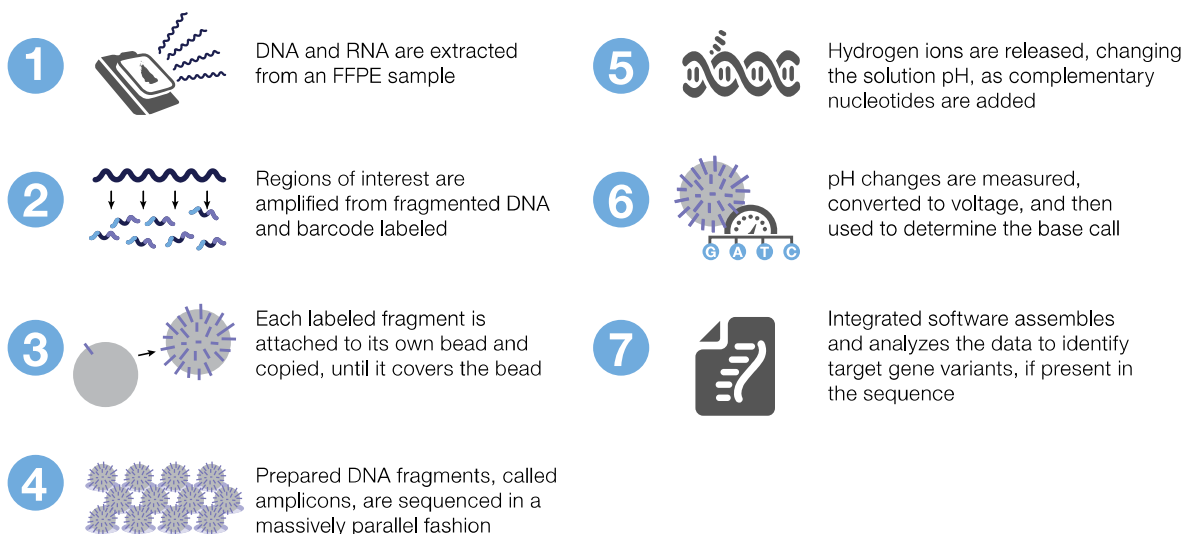 1
DNA and RNA are extracted
from an FFPE sample
2
Regions of interest are
amplified from fragmented DNA
and barcode labeled
3
Each labeled fragment is
attached to its own bead and
copied, until it covers the bead
4
Prepared DNA fragments, called
amplicons, are sequenced in a
massively parallel fashion
5
Hydrogen ions are released, changing
the solution pH, as complementary
nucleotides are added
6
G A T C
pH changes are measured,
converted to voltage, and then
used to determine the base call
7
Integrated software assembles
and analyzes the data to identify
target gene variants, if present in
the sequence